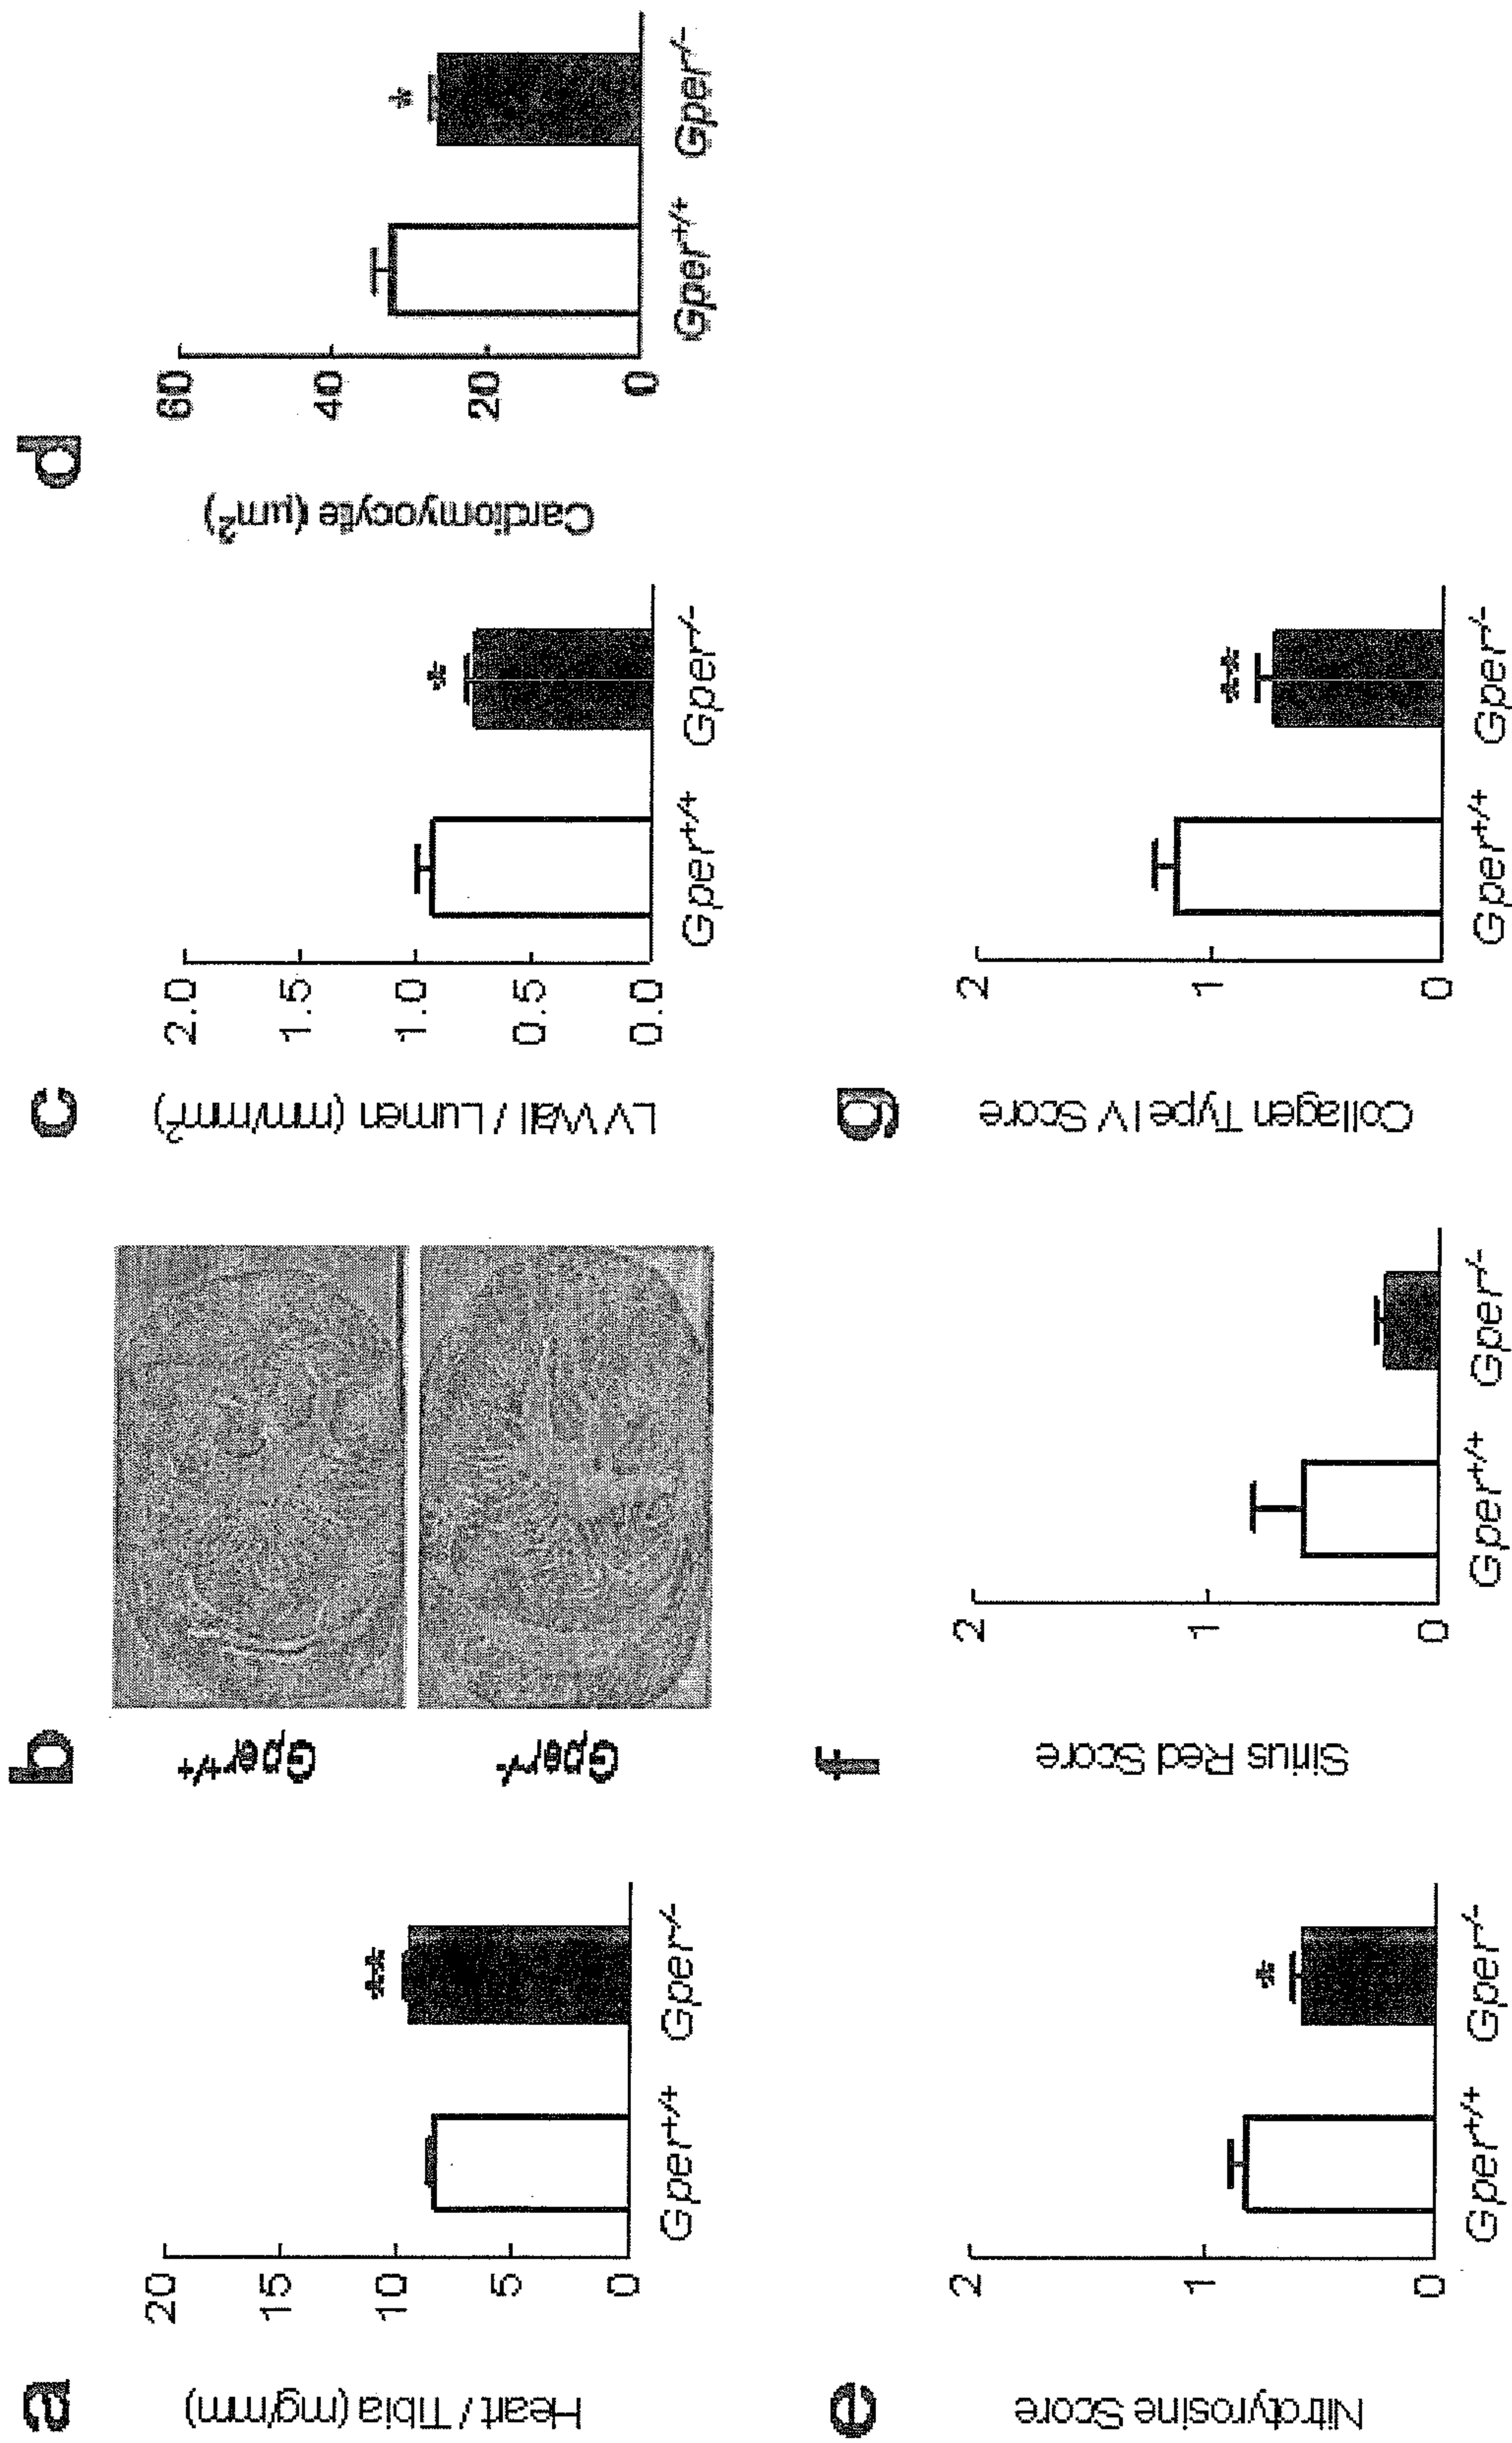 a
Heart / Tibia (mg/mm)
20
15
10
5
0
Gper+/+ Gper-/-
**
b
Gper+/+
Gper-/-
c
LV Wall / Lumen (mm/mm²)
2.0
1.5
1.0
0.5
0.0
Gper+/+ Gper-/-
*
d
Cardiomyocyte (µm²)
60
40
20
0
Gper+/+ Gper-/-
*
e
Nitrotyrosine Score
2
1
0
Gper+/+ Gper-/-
*
f
Sirius Red Score
2
1
0
Gper+/+ Gper-/-
g
Collagen Type IV Score
2
1
0
Gper+/+ Gper-/-
**